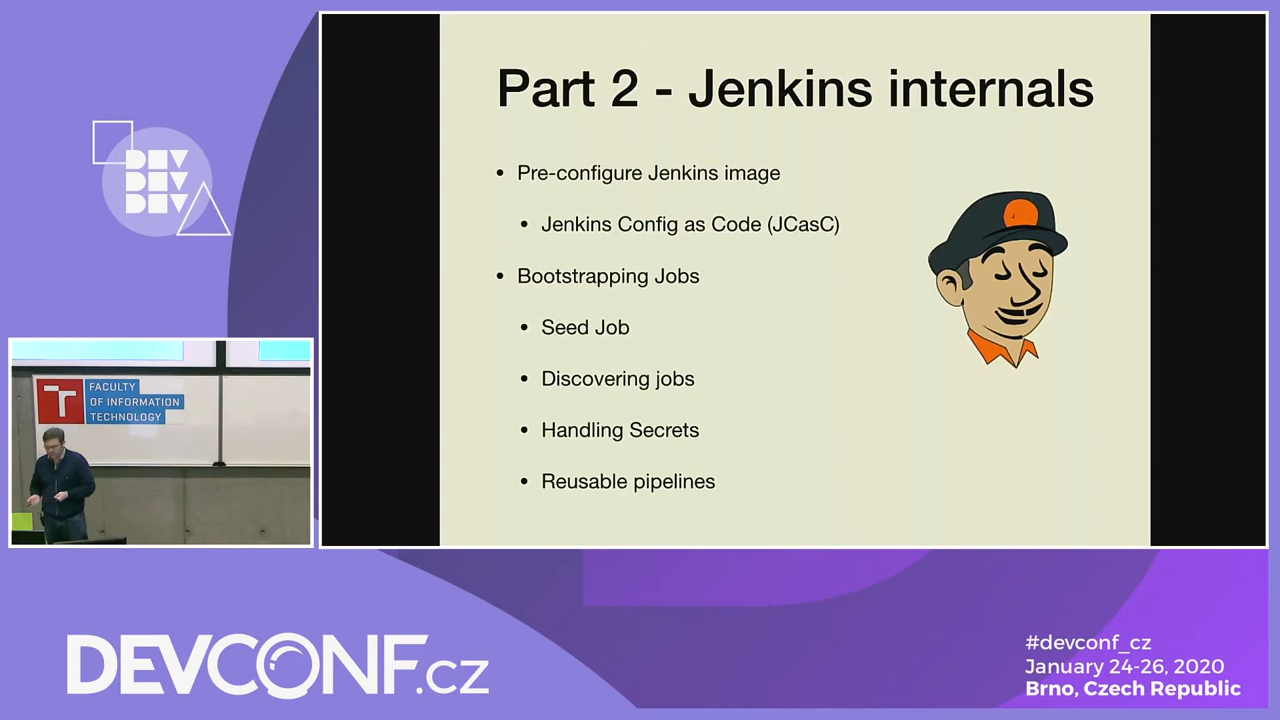 Part 2 - Jenkins internals
• Pre-configure Jenkins image
• Jenkins Config as Code (JCasC)
• Bootstrapping Jobs
• Seed Job
• Discovering jobs
• Handling Secrets
• Reusable pipelines
DEV
DEV
DEV
FACULTY
OF INFORMATION
TECHNOLOGY
DEVCONF.cz
#devconf_cz
January 24-26, 2020
Brno, Czech Republic